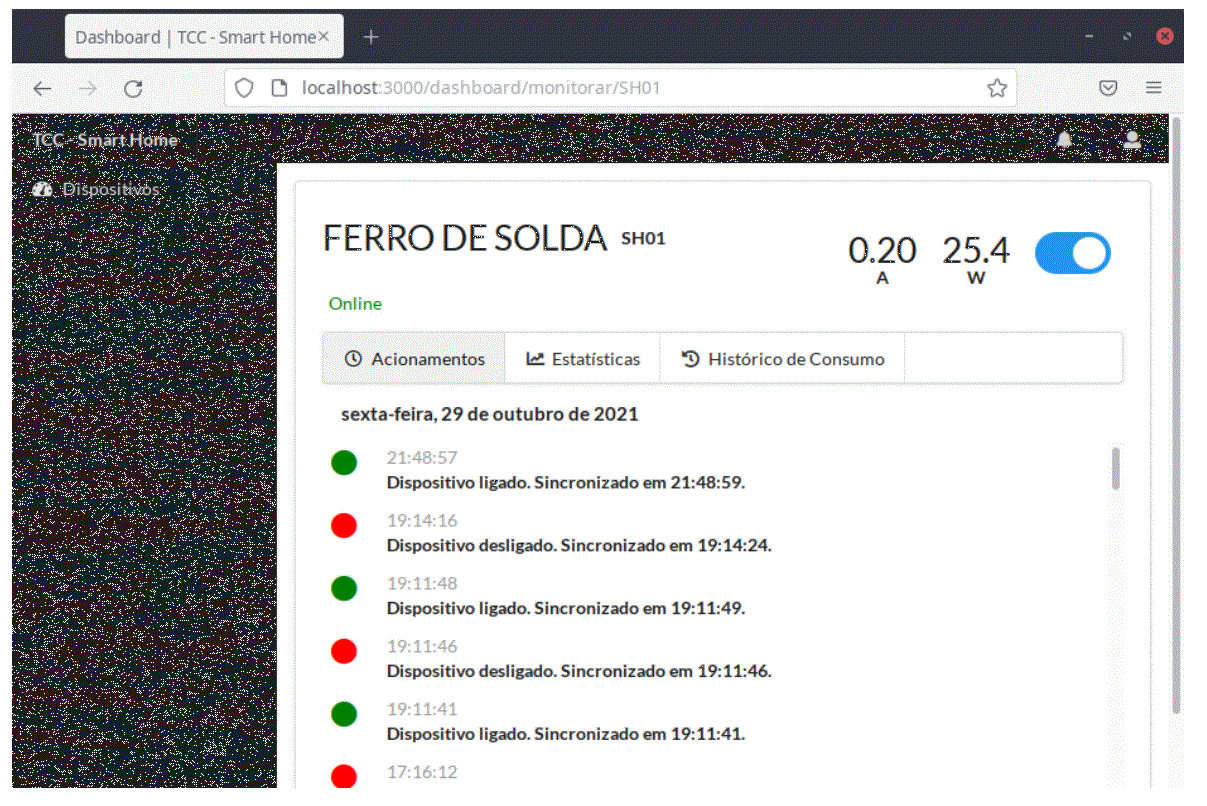 Dashboard | TCC - Smart Home
localhost:3000/dashboard/monitorar/SH01
TCC - Smart Home
Dispositivos
FERRO DE SOLDA SH01
0.20 25.4
A W
Online
Acionamentos Estatísticas Histórico de Consumo
sexta-feira, 29 de outubro de 2021
21:48:57
Dispositivo ligado. Sincronizado em 21:48:59.
19:14:16
Dispositivo desligado. Sincronizado em 19:14:24.
19:11:48
Dispositivo ligado. Sincronizado em 19:11:49.
19:11:46
Dispositivo desligado. Sincronizado em 19:11:46.
19:11:41
Dispositivo ligado. Sincronizado em 19:11:41.
17:16:12